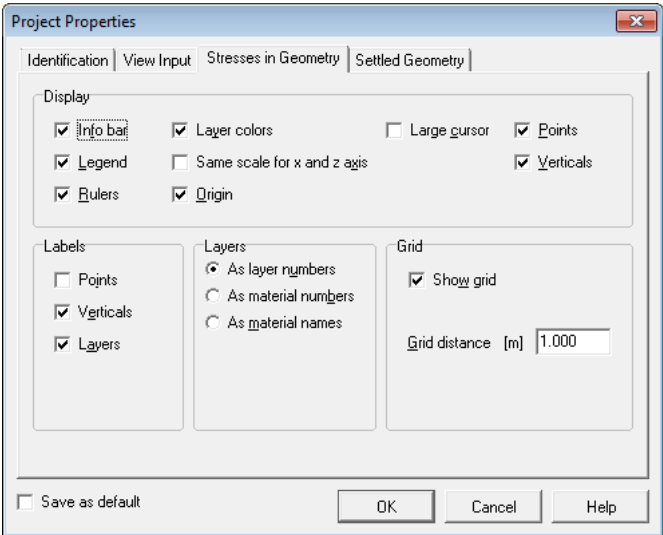 Project Properties
Identification View Input Stresses in Geometry Settled Geometry
Display
Info bar Layer colors Large cursor Points
Legend Same scale for x and z axis Verticals
Rulers Origin
Labels Layers Grid
Points As layer numbers Show grid
Verticals As material numbers
Layers As material names Grid distance [m] 1.000
Save as default OK Cancel Help